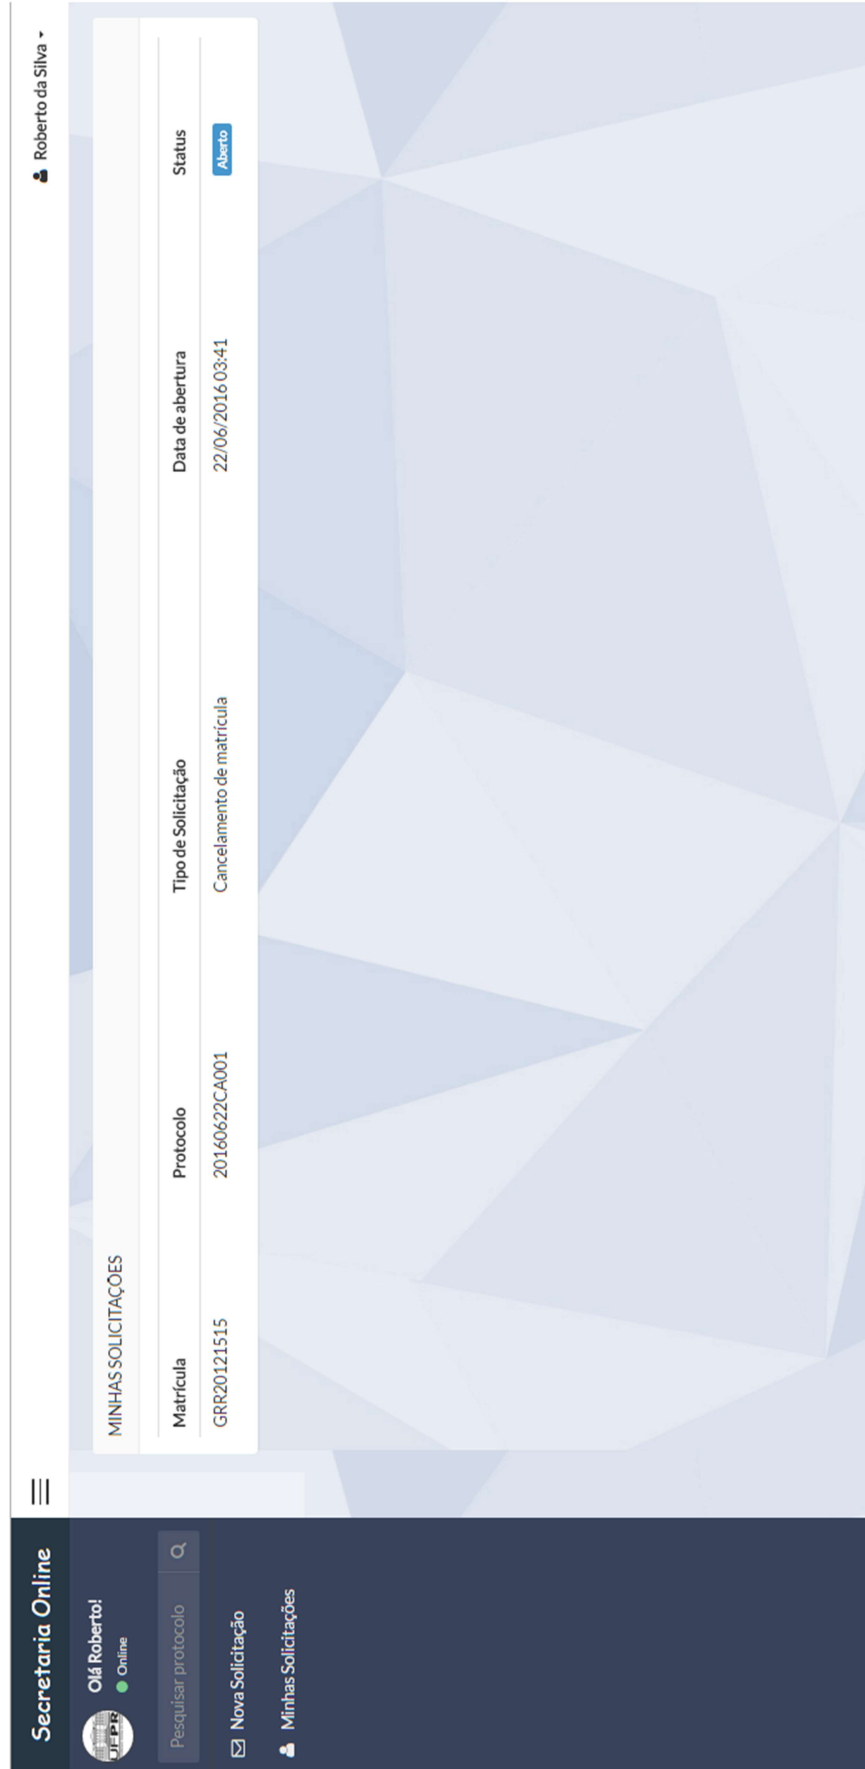 Secretaria Online
Roberto da Silva
Olá Roberto!
Online
UFPR
Pesquisar protocolo
Nova Solicitação
Minhas Solicitações
MINHAS SOLICITAÇÕES
Matrícula Protocolo Tipo de Solicitação Data de abertura Status
GRR20121515 20160622CA001 Cancelamento de matrícula 22/06/2016 03:41 Aberto